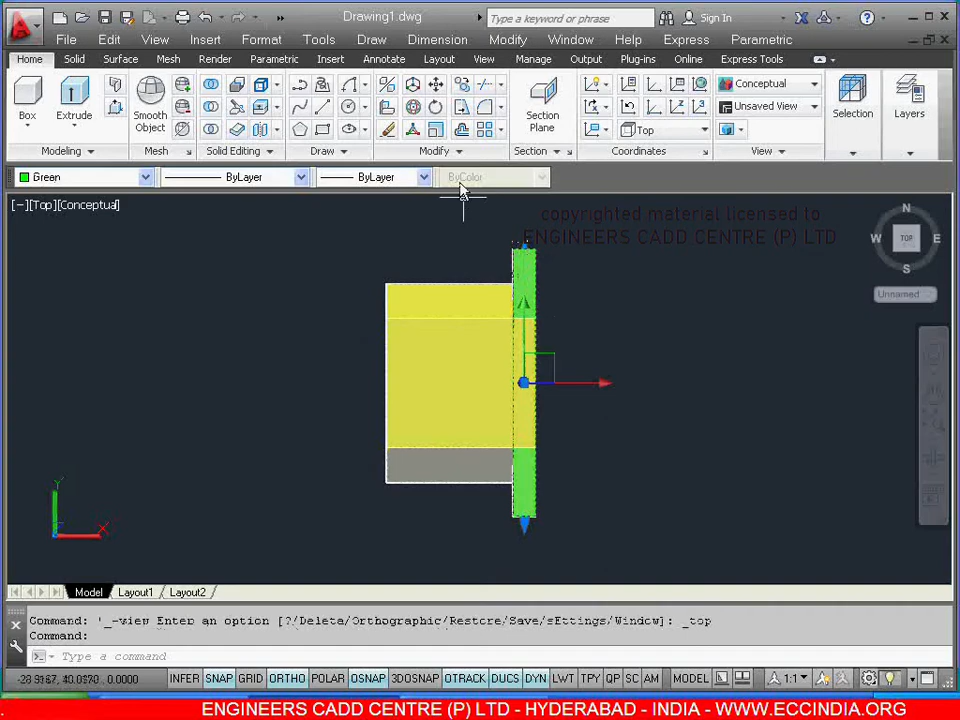 Drawing1.dwg
Type a keyword or phrase
Sign In
File Edit View Insert Format Tools Draw Dimension Modify Window Help Express Parametric
Home Solid Surface Mesh Render Parametric Insert Annotate Layout View Manage Output Plug-ins Online Express Tools
Box Extrude Smooth Object Section Plane Conceptual Unsaved View Top Selection Layers
Modeling Mesh Solid Editing Draw Modify Section Coordinates View
Green ByLayer ByLayer ByColor
[−][Top][Conceptual]
copyrighted material licensed to
ENGINEERS CADD CENTRE (P) LTD
N
W TOP E
S
Unnamed
Y
X
Model Layout1 Layout2
Command: '_-view Enter an option [?/Delete/Orthographic/Restore/Save/sEttings/Window]: _top
Command:
Type a command
-28.9167, 40.0570, 0.0000 INFER SNAP GRID ORTHO POLAR OSNAP 3DOSNAP OTRACK DUCS DYN LWT TPY QP SC AM MODEL 1:1
ENGINEERS CADD CENTRE (P) LTD - HYDERABAD - INDIA - WWW.ECCINDIA.ORG